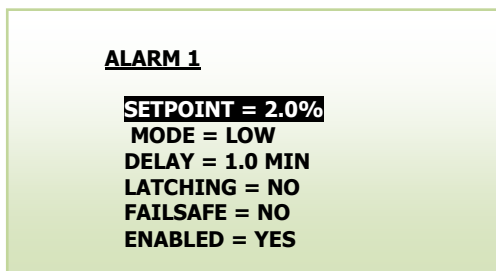 ALARM 1
SETPOINT = 2.0%
MODE = LOW
DELAY = 1.0 MIN
LATCHING = NO
FAILSAFE = NO
ENABLED = YES